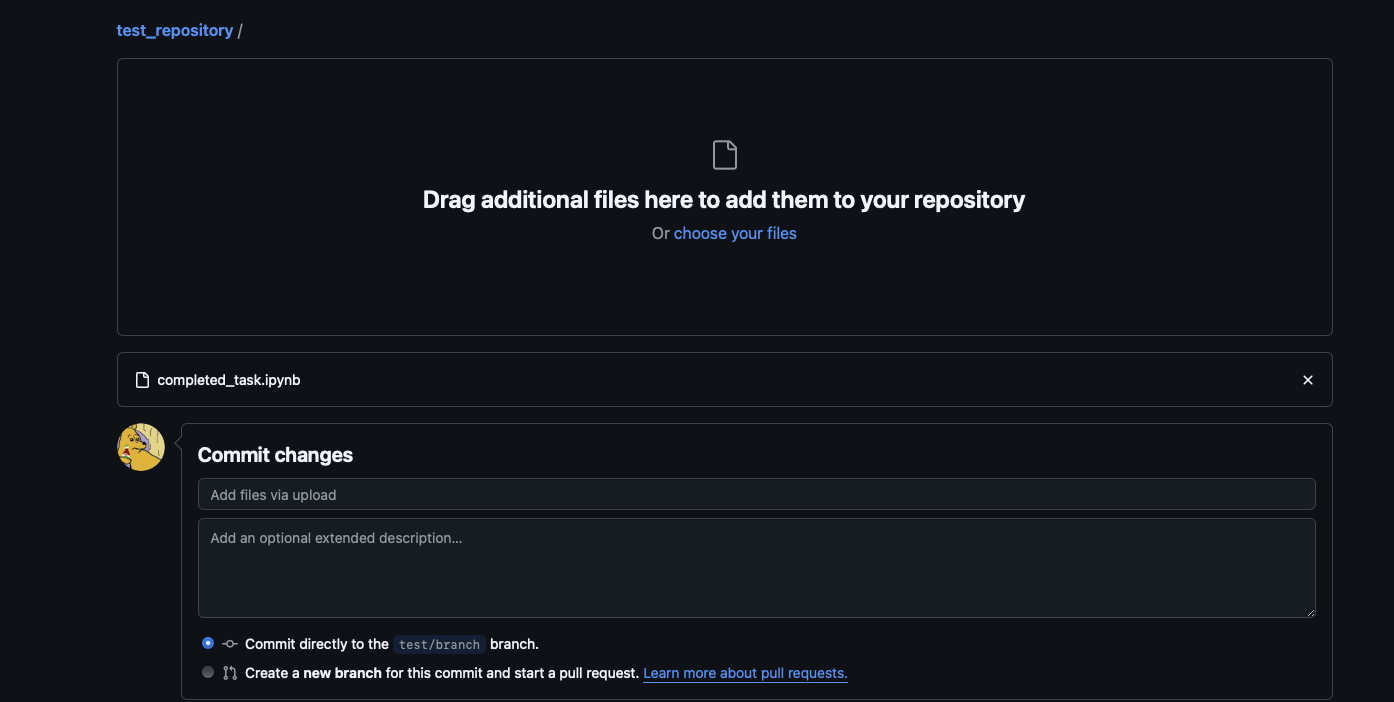 test_repository /
Drag additional files here to add them to your repository
Or choose your files
completed_task.ipynb
Commit changes
Add files via upload
Add an optional extended description...
Commit directly to the test/branch branch.
Create a new branch for this commit and start a pull request. Learn more about pull requests.